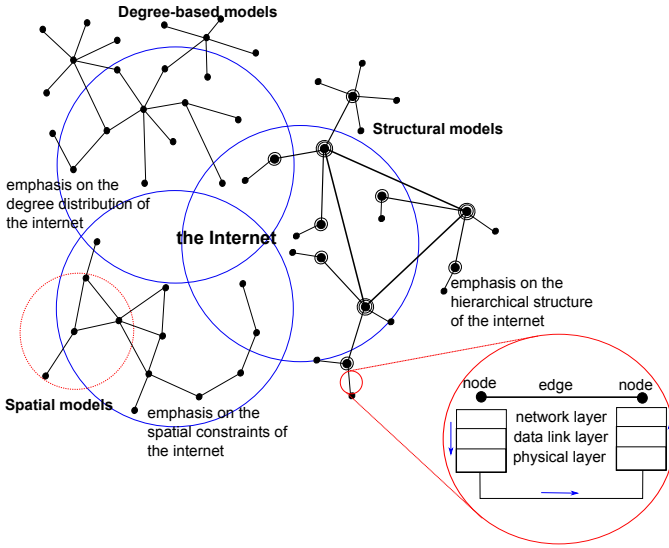 Degree-based models
Structural models
emphasis on the
degree distribution of
the internet
the Internet
emphasis on the
hierarchical structure
of the internet
Spatial models
emphasis on the
spatial constraints of
the internet
node
edge
node
network layer
data link layer
physical layer